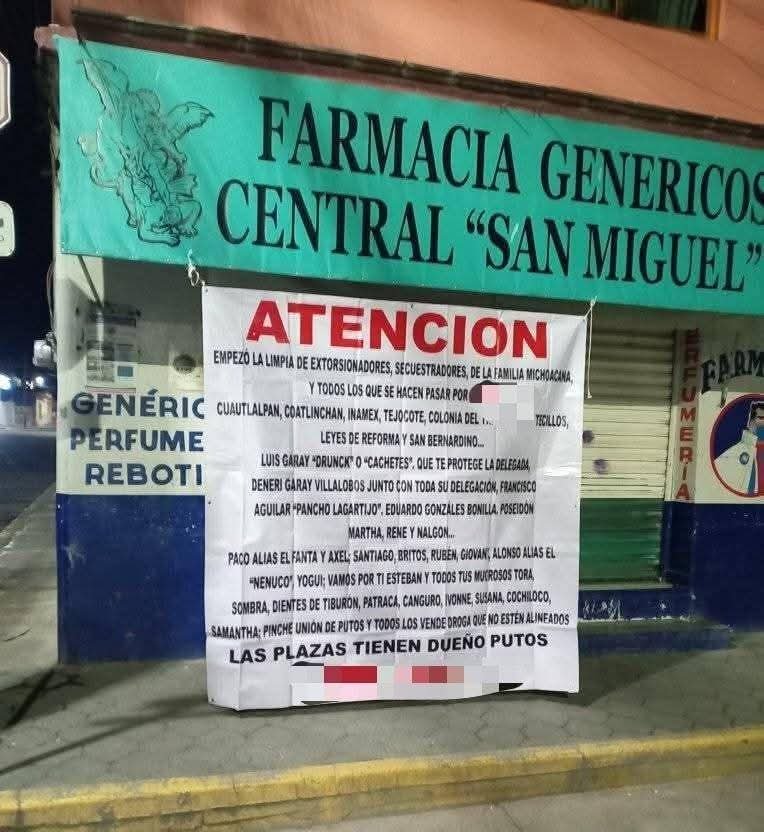 FARMACIA GENERICOS
CENTRAL "SAN MIGUEL"
ATENCION
EMPEZÓ LA LIMPIA DE EXTORSIONADORES, SECUESTRADORES, DE LA FAMILIA MICHOACANA,
Y TODOS LOS QUE SE HACEN PASAR POR
CUAUTLALPAN, COATLINCHAN, INAMEX, TEJOCOTE, COLONIA DEL TECILLOS,
LEYES DE REFORMA Y SAN BERNARDINO...
LUIS GARAY "DRUNCK" O "CACHETES". QUE TE PROTEGE LA DELEGADA,
DENERI GARAY VILLALOBOS JUNTO CON TODA SU DELEGACIÓN, FRANCISCO
AGUILAR "PANCHO LAGARTIJO", EDUARDO GONZÁLES BONILLA, POSEIDÓN
MARTHA, RENE Y NALGON...
PACO ALIAS EL FANTA Y AXEL; SANTIAGO, BRITOS, RUBÉN, GIOVANI, ALONSO ALIAS EL
"NENUCO", YOGUI; VAMOS POR TI ESTEBAN Y TODOS TUS MUGROSOS TORA,
SOMBRA, DIENTES DE TIBURON, PATRACA, CANGURO, IVONNE, SUSANA, COCHILOCO,
SAMANTHA; PINCHE UNIÓN DE PUTOS Y TODOS LOS VENDE DROGA QUE NO ESTÉN ALINEADOS
LAS PLAZAS TIENEN DUEÑO PUTOS
GENÉRIC
PERFUME
REBOTI
ERFUMERÍA
FARM